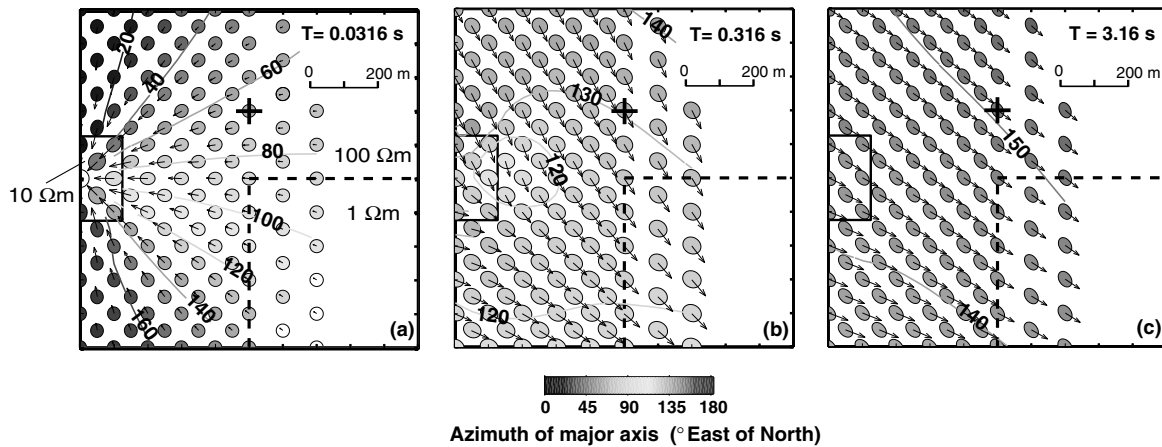 T= 0.0316 s
0 200 m
20
40
60
80
100 Ωm
10 Ωm
1 Ωm
100
120
140
160
(a)
T= 0.316 s
0 200 m
140
130
120
120
(b)
T= 3.16 s
0 200 m
150
140
(c)
0 45 90 135 180
Azimuth of major axis (°East of North)